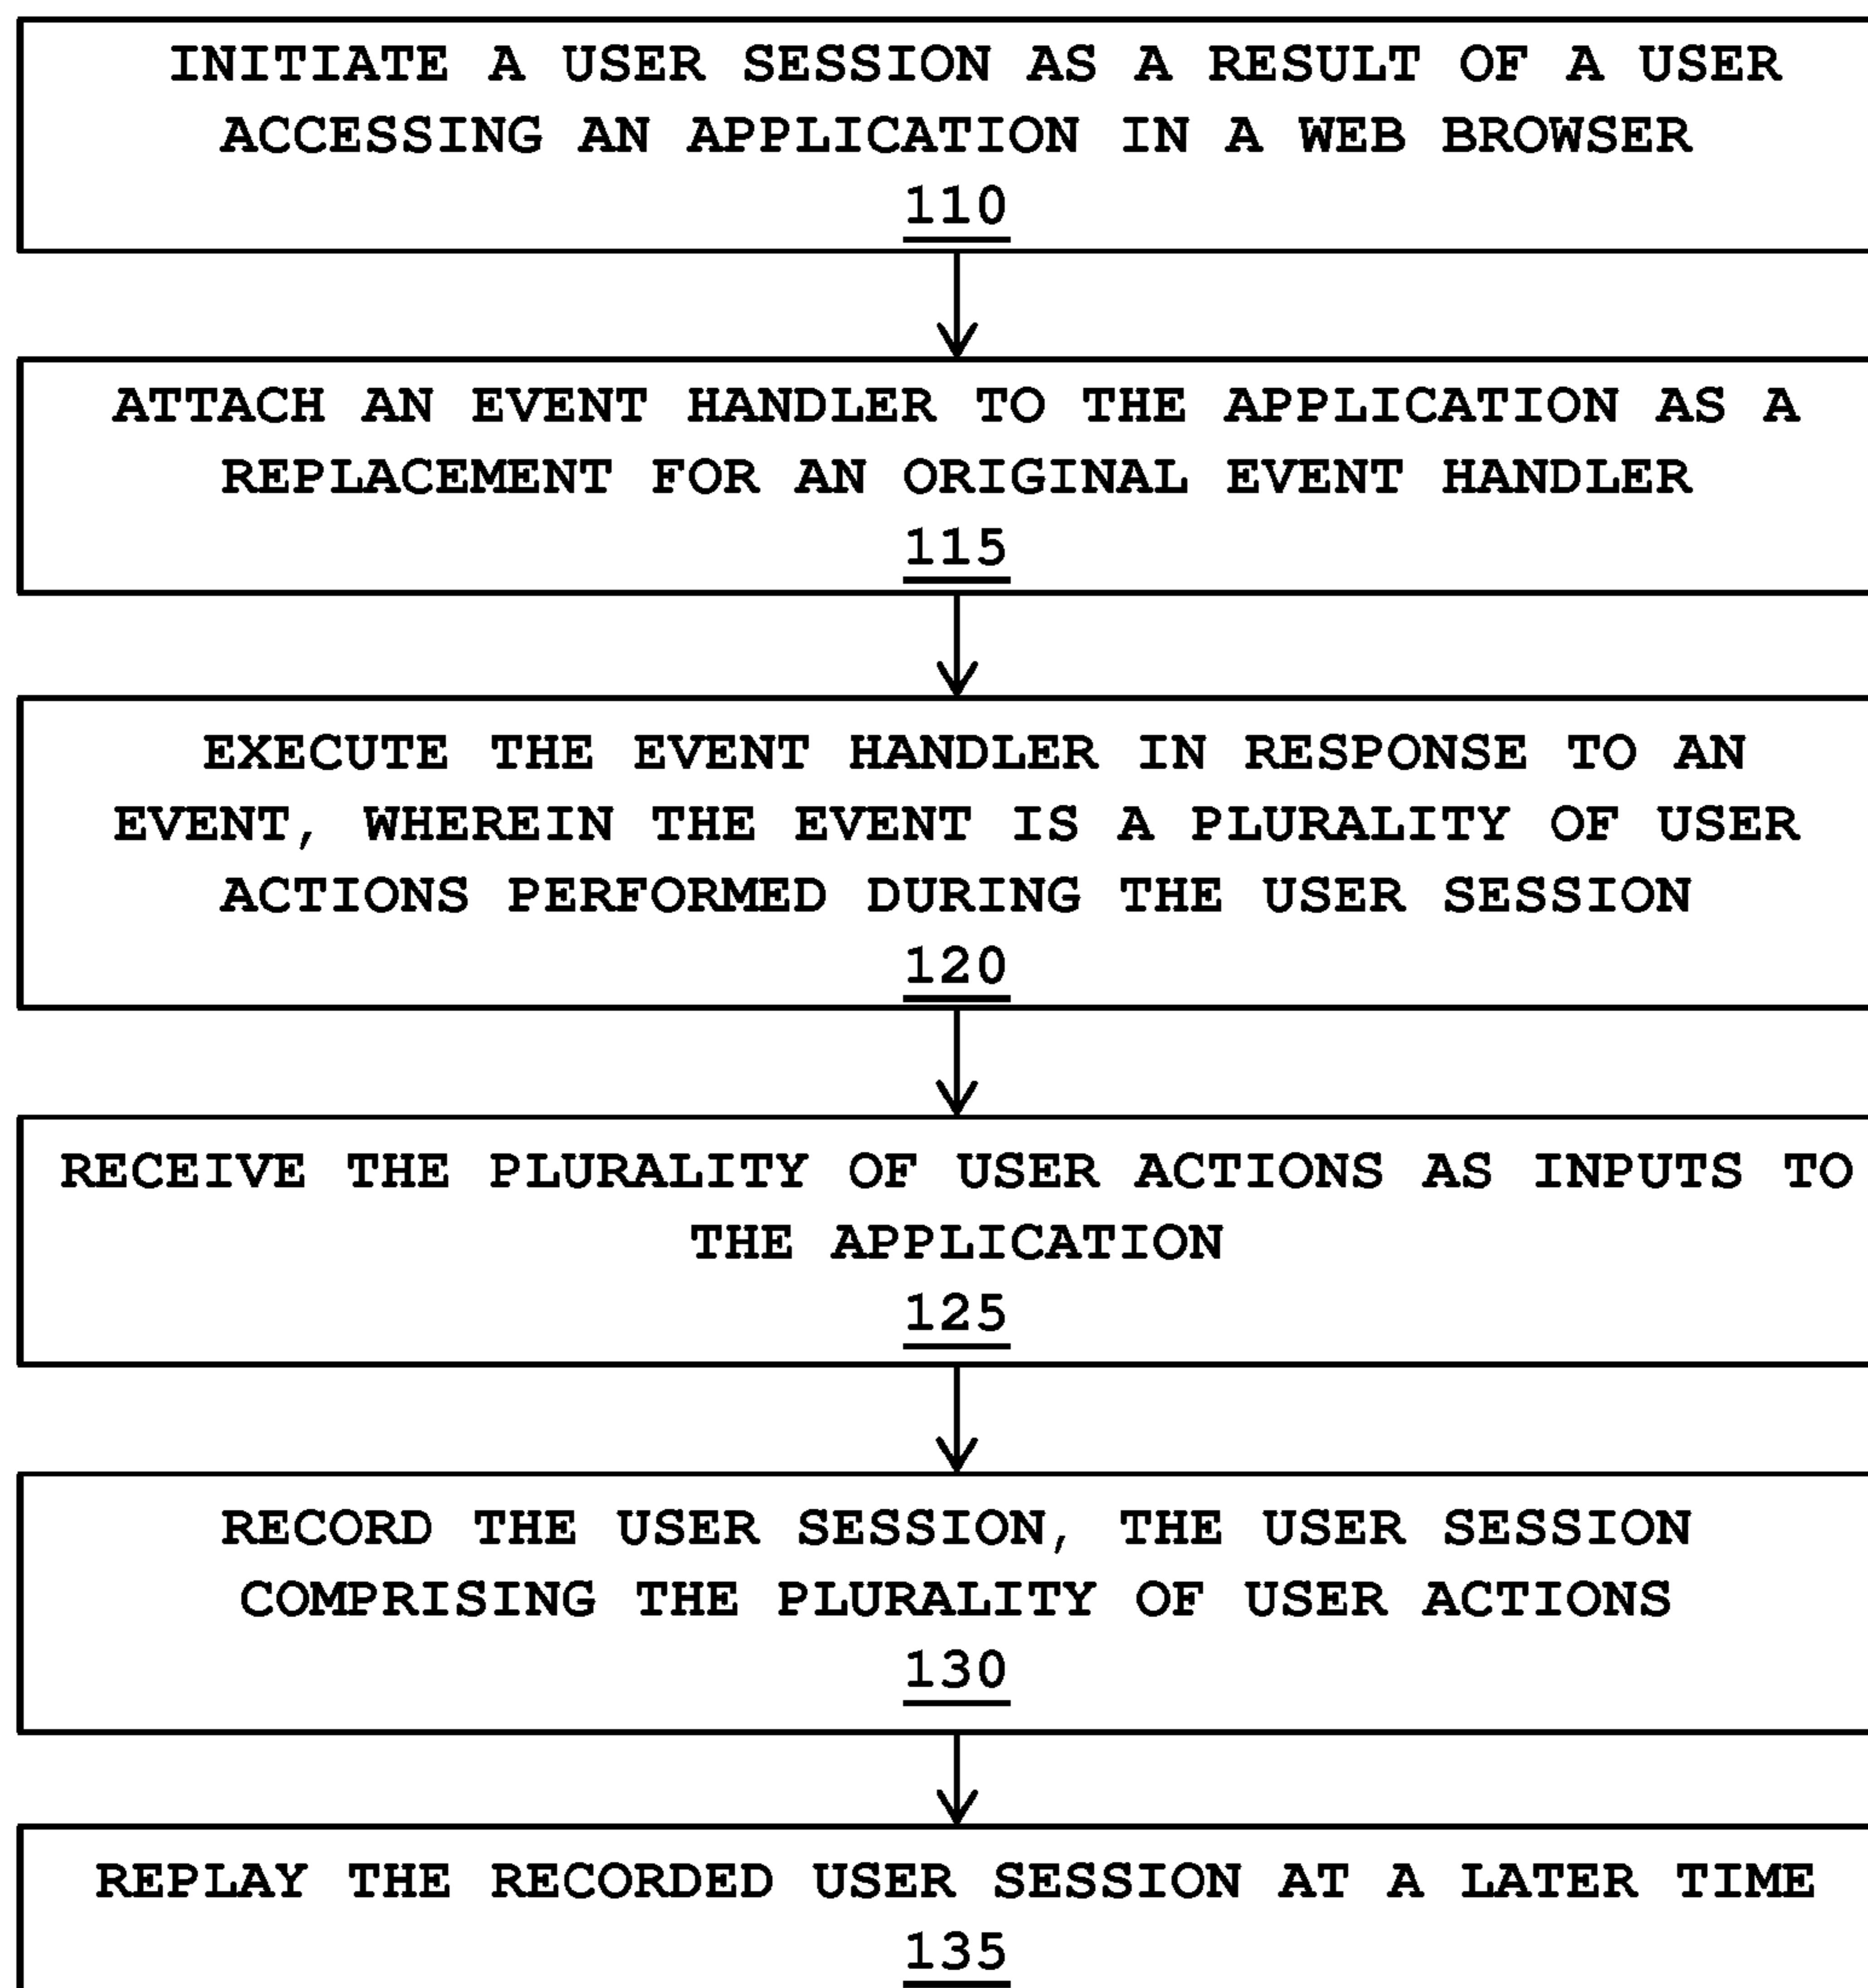 INITIATE A USER SESSION AS A RESULT OF A USER
ACCESSING AN APPLICATION IN A WEB BROWSER
110
ATTACH AN EVENT HANDLER TO THE APPLICATION AS A
REPLACEMENT FOR AN ORIGINAL EVENT HANDLER
115
EXECUTE THE EVENT HANDLER IN RESPONSE TO AN
EVENT, WHEREIN THE EVENT IS A PLURALITY OF USER
ACTIONS PERFORMED DURING THE USER SESSION
120
RECEIVE THE PLURALITY OF USER ACTIONS AS INPUTS TO
THE APPLICATION
125
RECORD THE USER SESSION, THE USER SESSION
COMPRISING THE PLURALITY OF USER ACTIONS
130
REPLAY THE RECORDED USER SESSION AT A LATER TIME
135